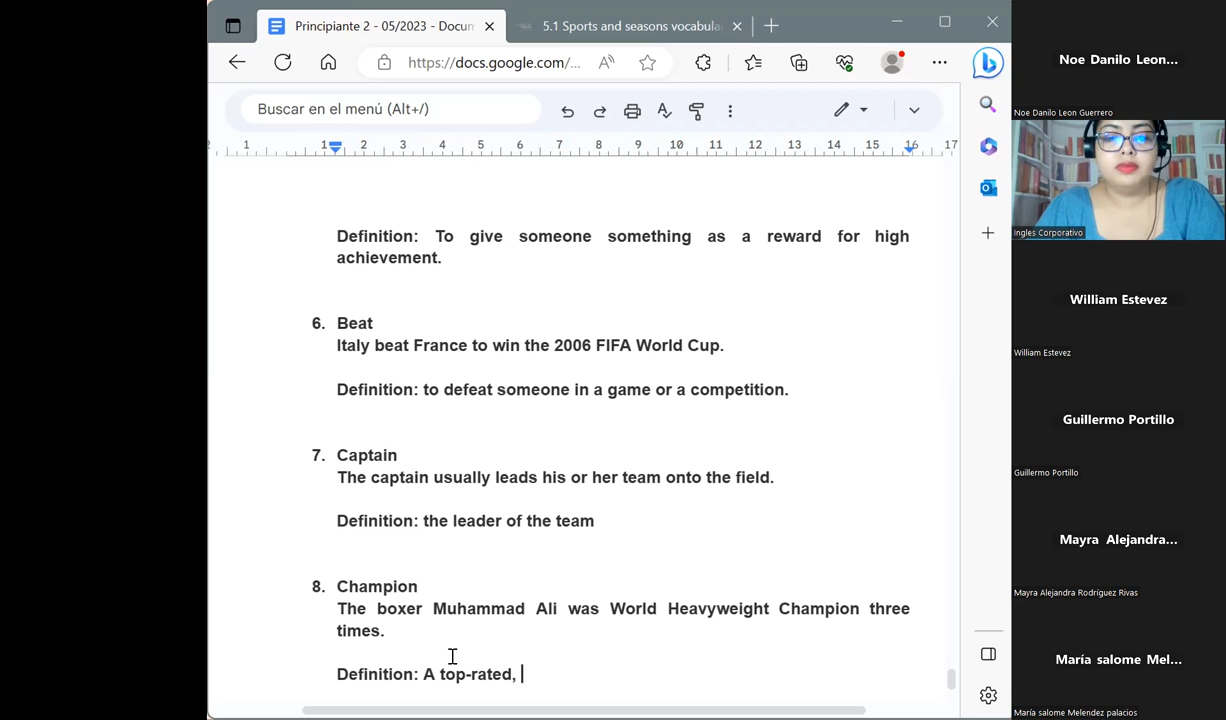 Principiante 2 - 05/2023 - Docum
5.1 Sports and seasons vocabula
https://docs.google.com/...
Buscar en el menú (Alt+/)
2 1 1 2 3 4 5 6 7 8 9 10 11 12 13 14 15 16 17
Definition: To give someone something as a reward for high
achievement.
6. Beat
Italy beat France to win the 2006 FIFA World Cup.
Definition: to defeat someone in a game or a competition.
7. Captain
The captain usually leads his or her team onto the field.
Definition: the leader of the team
8. Champion
The boxer Muhammad Ali was World Heavyweight Champion three
times.
Definition: A top-rated,
Noe Danilo Leon...
Noe Danilo Leon Guerrero
Ingles Corporativo
William Estevez
William Estevez
Guillermo Portillo
Guillermo Portillo
Mayra Alejandra...
Mayra Alejandra Rodríguez Rivas
María salome Mel...
María salome Melendez palacios